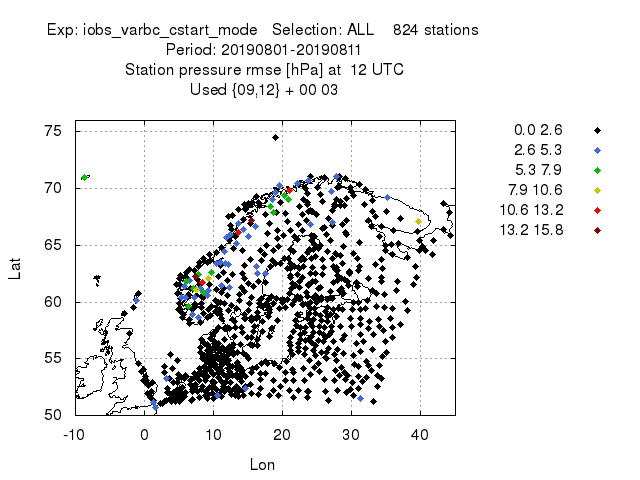 Exp: iobs_varbc_cstart_mode Selection: ALL 824 stations
Period: 20190801-20190811
Station pressure rmse [hPa] at 12 UTC
Used {09,12} + 00 03
75
70
65
60
55
50
Lat
-10 0 10 20 30 40
Lon
0.0 2.6
2.6 5.3
5.3 7.9
7.9 10.6
10.6 13.2
13.2 15.8